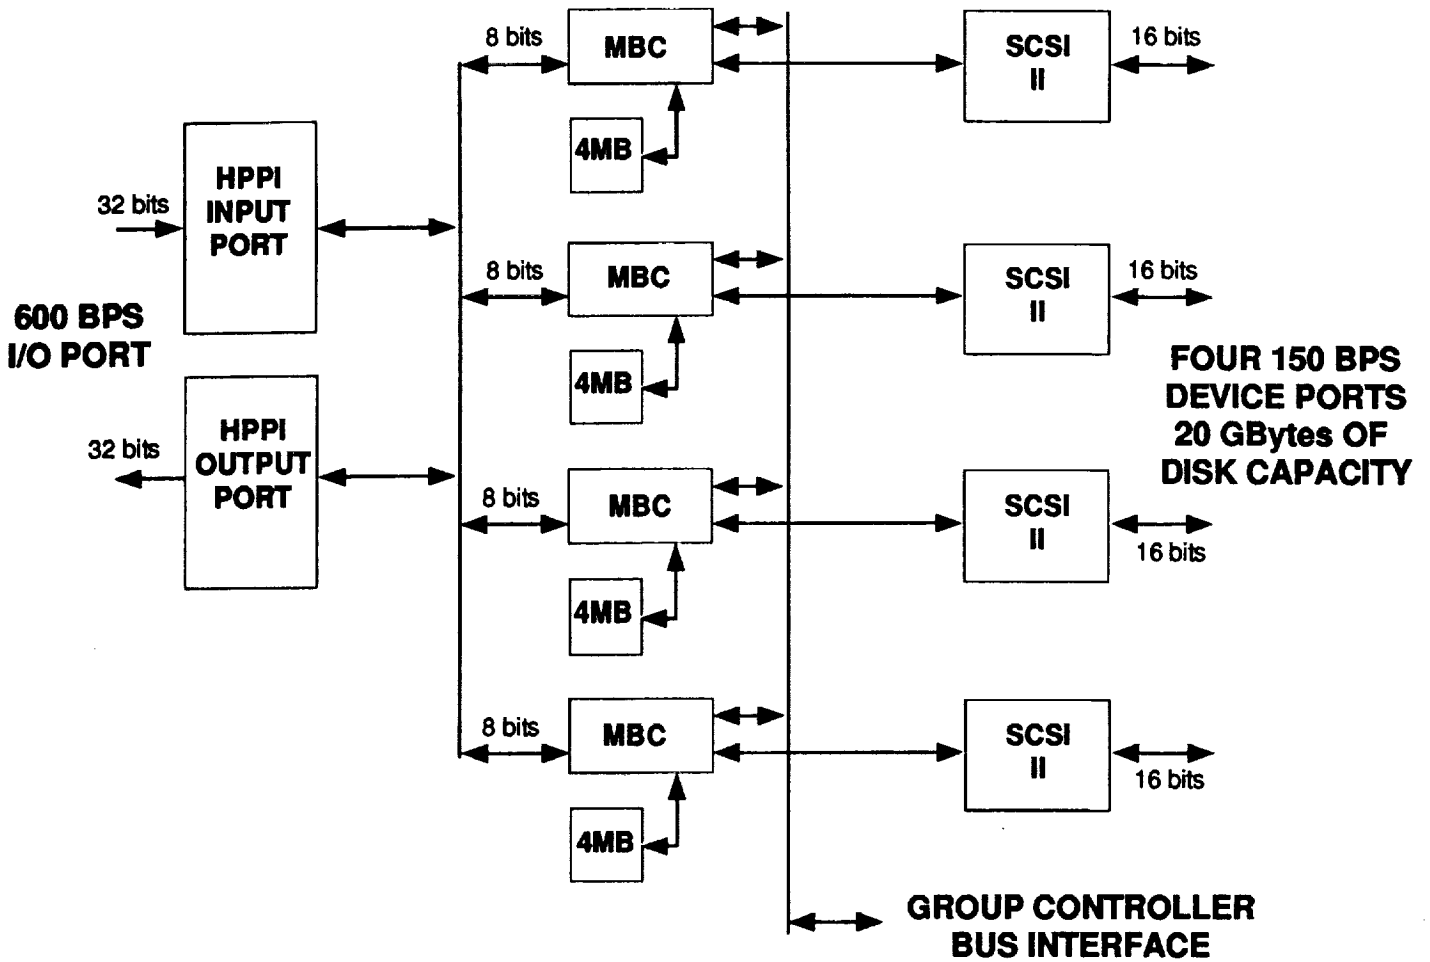 8 bits
MBC
SCSI
II
16 bits
4MB
HPPI
INPUT
PORT
32 bits
8 bits
MBC
SCSI
II
16 bits
4MB
600 BPS
I/O PORT
FOUR 150 BPS
DEVICE PORTS
20 GBytes OF
DISK CAPACITY
HPPI
OUTPUT
PORT
32 bits
8 bits
MBC
SCSI
II
16 bits
4MB
8 bits
MBC
SCSI
II
16 bits
4MB
GROUP CONTROLLER
BUS INTERFACE